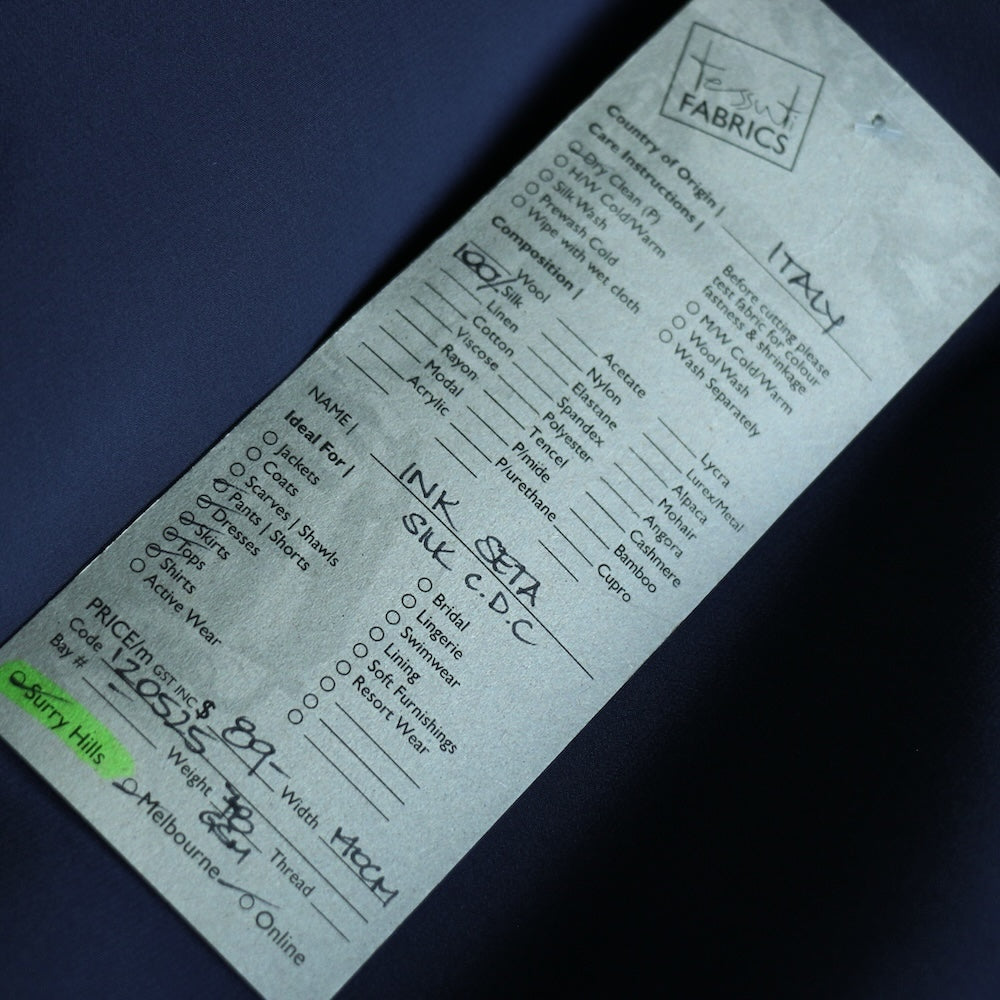 tessuti
FABRICS
Country of Origin | ITALY
Care Instructions |
Dry Clean (P)
H/W Cold/Warm
Silk Wash
Prewash Cold
Wipe with wet cloth
Before cutting please
test fabric for colour
fastness & shrinkage
M/W Cold/Warm
Wool Wash
Wash Separately
Composition |
Wool
100% Silk
Linen
Cotton
Viscose
Rayon
Modal
Acrylic
Acetate
Nylon
Elastane
Spandex
Polyester
Tencel
P/mide
P/urethane
Lycra
Lurex/Metal
Alpaca
Mohair
Angora
Cashmere
Bamboo
Cupro
NAME | INK SETA
SILK C.D.C
Ideal For |
Jackets
Coats
Scarves | Shawls
Pants | Shorts
Dresses
Skirts
Tops
Shirts
Active Wear
Bridal
Lingerie
Swimwear
Lining
Soft Furnishings
Resort Wear
PRICE/m GST INC $ 89-
Code 120525
Bay #
Width
Weight GSM
Thread
Surry Hills
Melbourne
Online